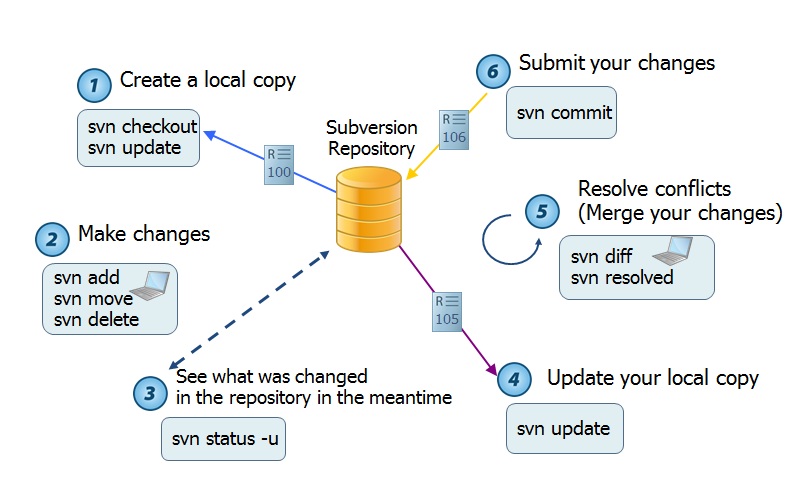 1 Create a local copy
svn checkout
svn update
R
100
Subversion
Repository
6 Submit your changes
svn commit
R
106
2 Make changes
svn add
svn move
svn delete
5 Resolve conflicts
(Merge your changes)
svn diff
svn resolved
R
105
3 See what was changed
in the repository in the meantime
svn status -u
4 Update your local copy
svn update